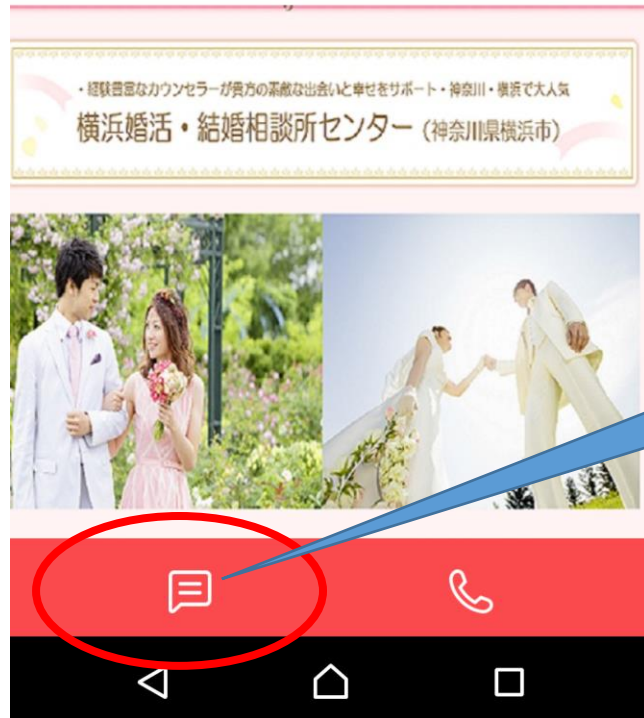 ・経験豊富なカウンセラーが貴方の素敵な出会いと幸せをサポート・神奈川・横浜で大人気
横浜婚活・結婚相談所センター（神奈川県横浜市）